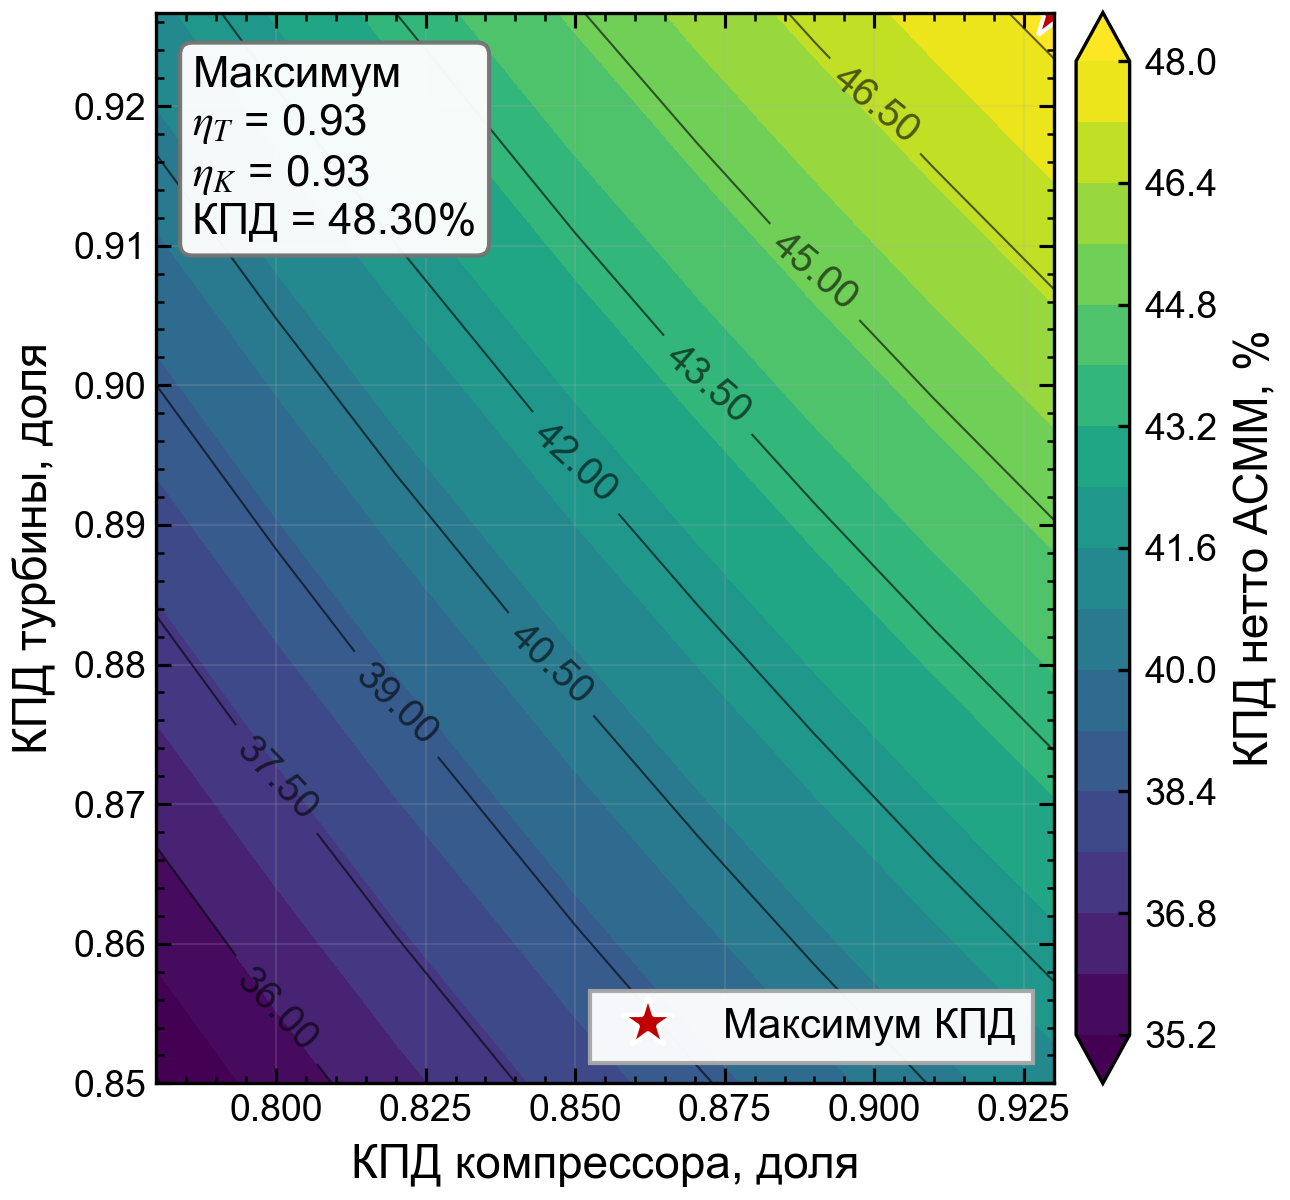 Максимум
η_T = 0.93
η_K = 0.93
КПД = 48.30%
46.50
45.00
43.50
42.00
40.50
39.00
37.50
36.00
Максимум КПД
0.92
0.91
0.90
0.89
0.88
0.87
0.86
0.85
КПД турбины, доля
0.800 0.825 0.850 0.875 0.900 0.925
КПД компрессора, доля
48.0
46.4
44.8
43.2
41.6
40.0
38.4
36.8
35.2
КПД нетто АСММ, %